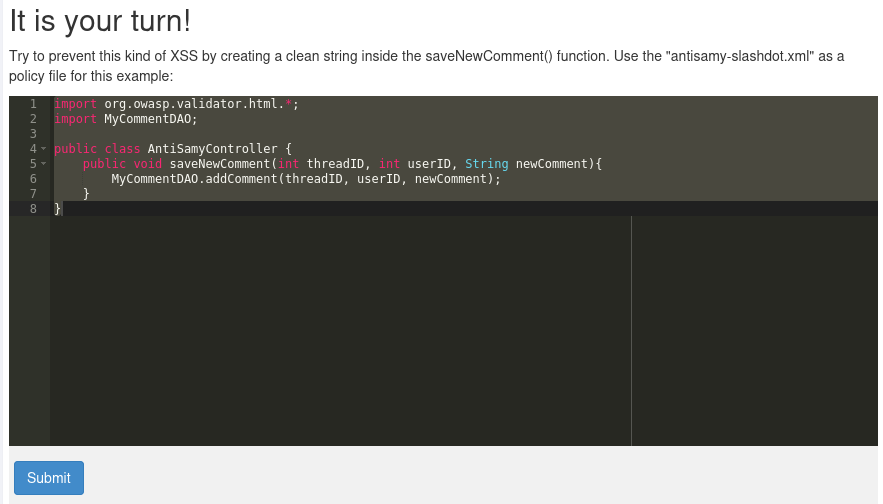 It is your turn!
Try to prevent this kind of XSS by creating a clean string inside the saveNewComment() function. Use the "antisamy-slashdot.xml" as a
policy file for this example:
1 import org.owasp.validator.html.*;
2 import MyCommentDAO;
3
4 public class AntiSamyController {
5     public void saveNewComment(int threadID, int userID, String newComment){
6         MyCommentDAO.addComment(threadID, userID, newComment);
7     }
8 }
Submit